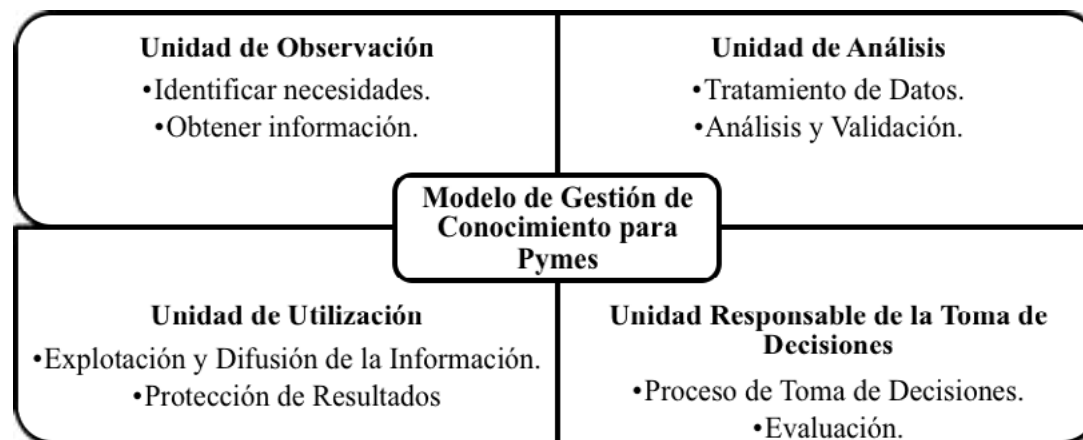 Unidad de Observación
•Identificar necesidades.
•Obtener información.
Unidad de Análisis
•Tratamiento de Datos.
•Análisis y Validación.
Modelo de Gestión de
Conocimiento para
Pymes
Unidad de Utilización
•Explotación y Difusión de la Información.
•Protección de Resultados
Unidad Responsable de la Toma de
Decisiones
•Proceso de Toma de Decisiones.
•Evaluación.